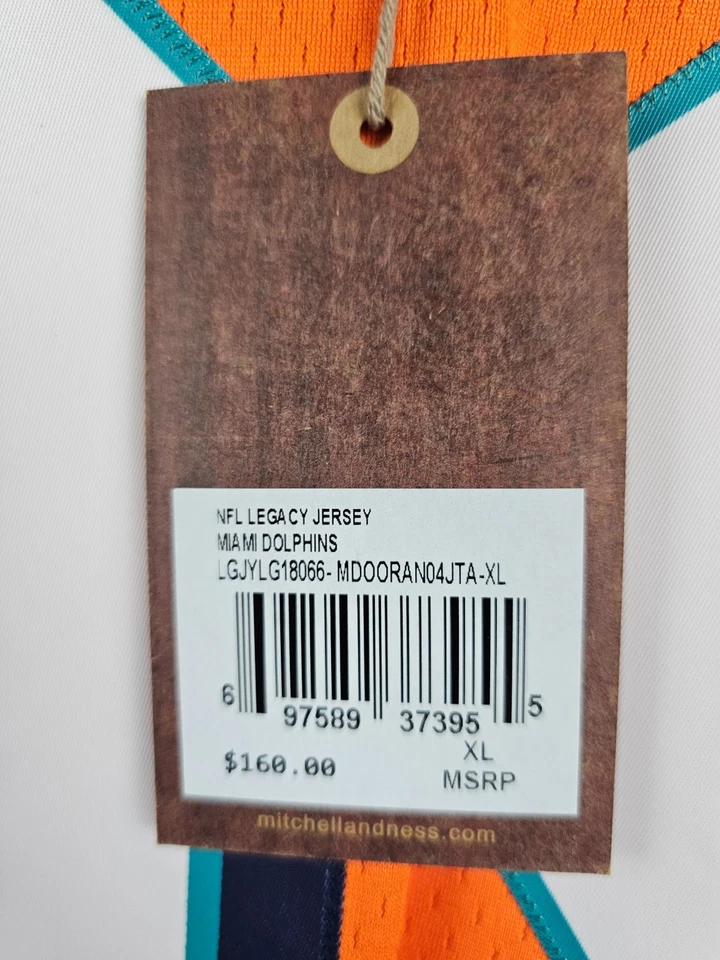 NFL LEGACY JERSEY
MIAMI DOLPHINS
LGJYLG18066- MDOORAN04JTA-XL
6 97589 37395 5
XL
$160.00 MSRP
mitchellandness.com